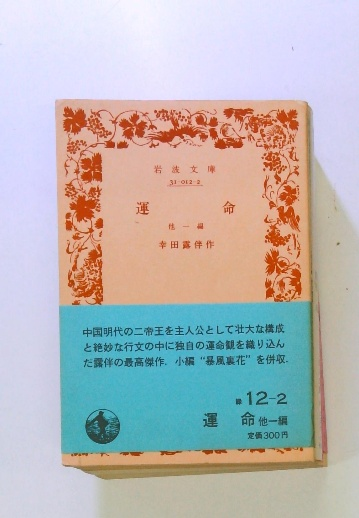 岩波文庫
31-012-2
運命
他一編
幸田露伴作
中国明代の二帝王を主人公として壮大な構成
と絶妙な行文の中に独自の運命観を織り込ん
だ露伴の最高傑作．小編“暴風裏花”を併収．
緑 12-2
運命 他一編
定価300円